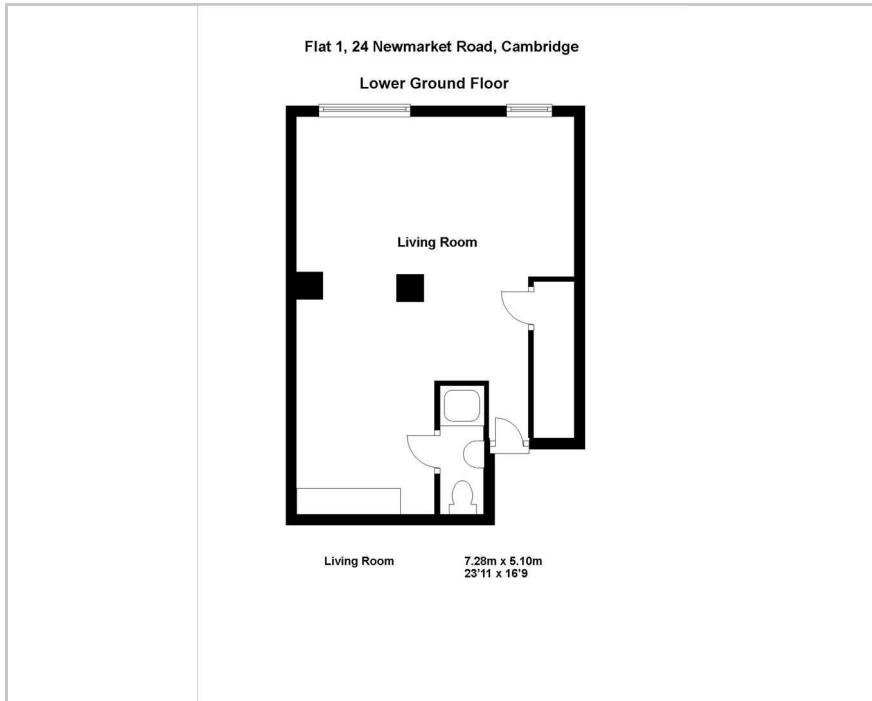 Flat 1, 24 Newmarket Road, Cambridge
Lower Ground Floor
Living Room
Living Room 7.28m x 5.10m
23'11 x 16'9